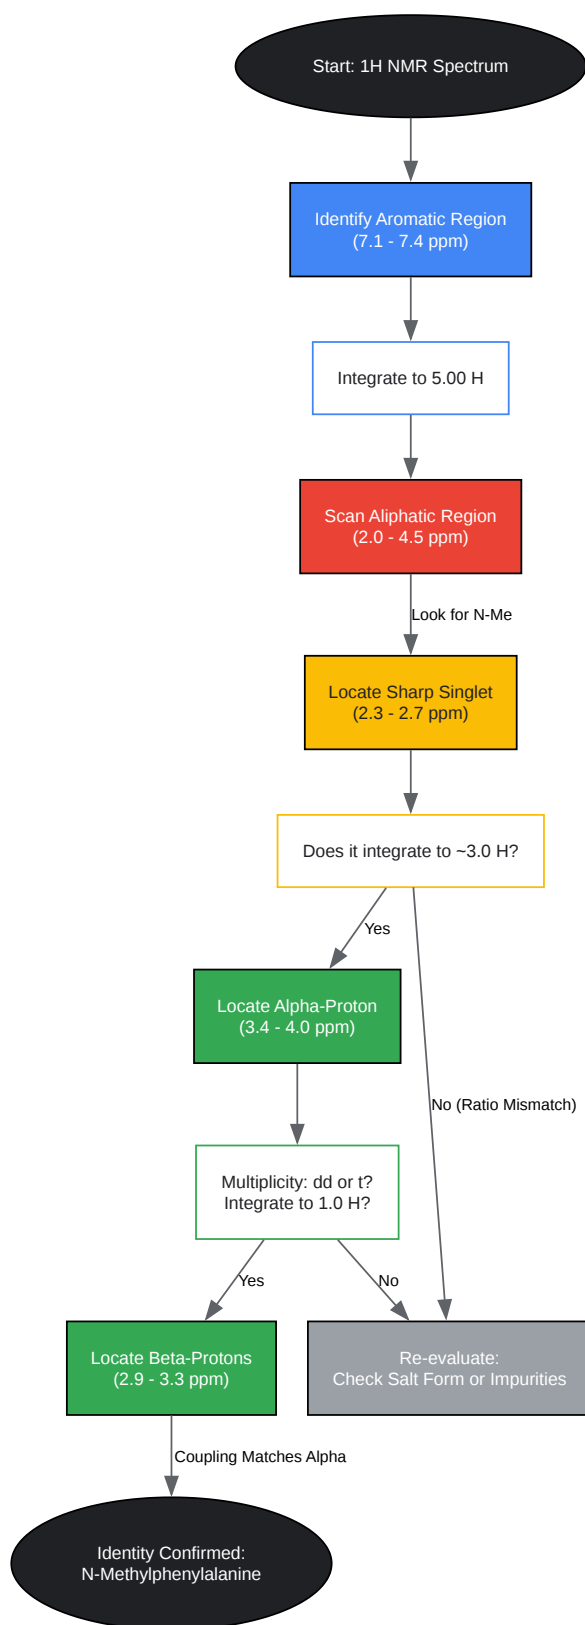 Start: 1H NMR Spectrum
Identify Aromatic Region
(7.1 - 7.4 ppm)
Integrate to 5.00 H
Scan Aliphatic Region
(2.0 - 4.5 ppm)
Look for N-Me
Locate Sharp Singlet
(2.3 - 2.7 ppm)
Does it integrate to ~3.0 H?
Yes
Locate Alpha-Proton
(3.4 - 4.0 ppm)
No (Ratio Mismatch)
Multiplicity: dd or t?
Integrate to 1.0 H?
Yes
No
Locate Beta-Protons
(2.9 - 3.3 ppm)
Re-evaluate:
Check Salt Form or Impurities
Coupling Matches Alpha
Identity Confirmed:
N-Methylphenylalanine